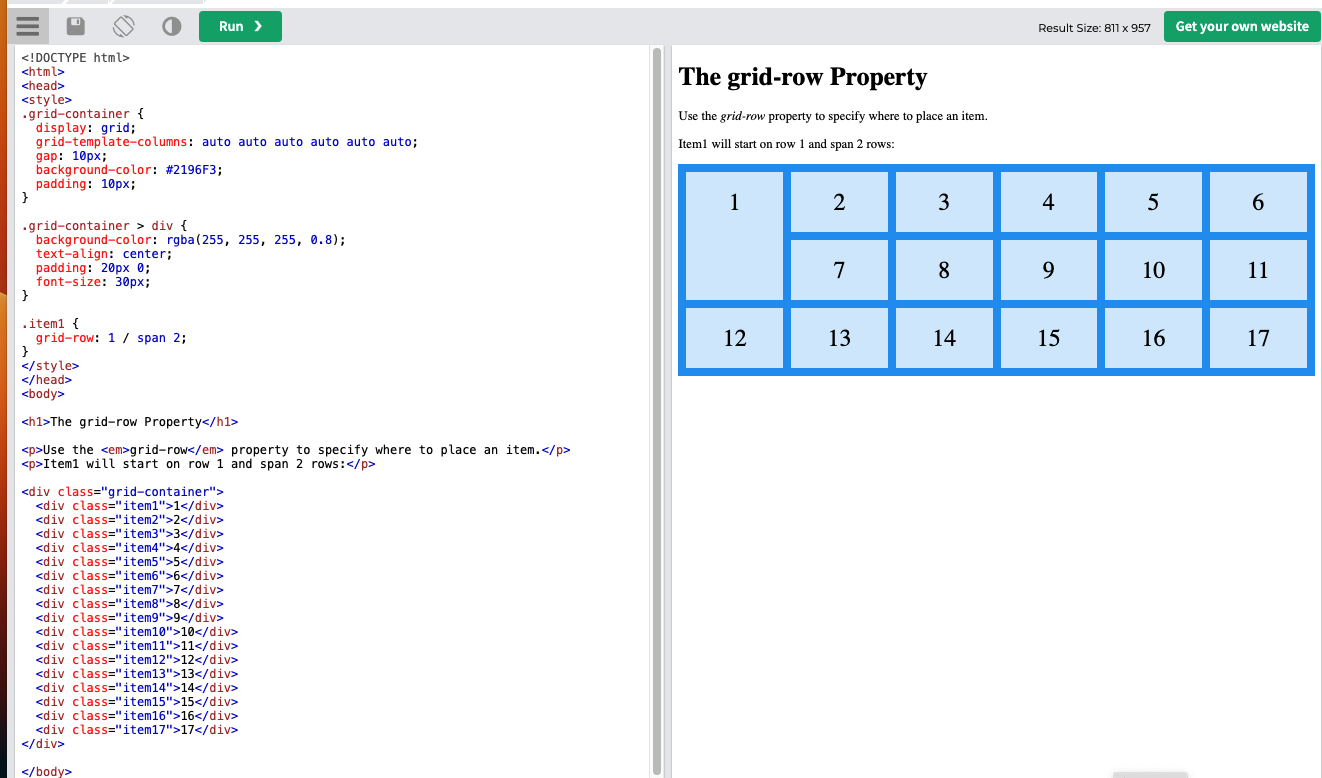 Run ❯
Result Size: 811 x 957
Get your own website
<!DOCTYPE html>
<html>
<head>
<style>
.grid-container {
  display: grid;
  grid-template-columns: auto auto auto auto auto auto;
  gap: 10px;
  background-color: #2196F3;
  padding: 10px;
}

.grid-container > div {
  background-color: rgba(255, 255, 255, 0.8);
  text-align: center;
  padding: 20px 0;
  font-size: 30px;
}

.item1 {
  grid-row: 1 / span 2;
}
</style>
</head>
<body>

<h1>The grid-row Property</h1>

<p>Use the <em>grid-row</em> property to specify where to place an item.</p>
<p>Item1 will start on row 1 and span 2 rows:</p>

<div class="grid-container">
  <div class="item1">1</div>
  <div class="item2">2</div>
  <div class="item3">3</div>
  <div class="item4">4</div>
  <div class="item5">5</div>
  <div class="item6">6</div>
  <div class="item7">7</div>
  <div class="item8">8</div>
  <div class="item9">9</div>
  <div class="item10">10</div>
  <div class="item11">11</div>
  <div class="item12">12</div>
  <div class="item13">13</div>
  <div class="item14">14</div>
  <div class="item15">15</div>
  <div class="item16">16</div>
  <div class="item17">17</div>
</div>

</body>
The grid-row Property
Use the grid-row property to specify where to place an item.
Item1 will start on row 1 and span 2 rows:
1 2 3 4 5 6
7 8 9 10 11
12 13 14 15 16 17